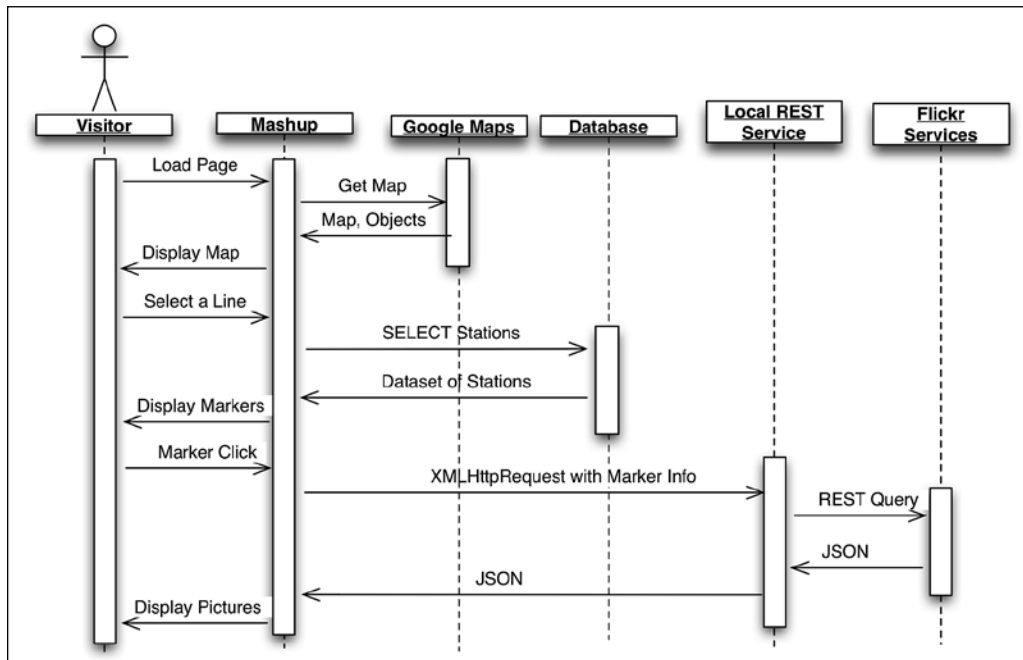 Visitor
Mashup
Google Maps
Database
Local REST
Service
Flickr
Services
Load Page
Get Map
Map, Objects
Display Map
Select a Line
SELECT Stations
Dataset of Stations
Display Markers
Marker Click
XMLHttpRequest with Marker Info
REST Query
JSON
JSON
Display Pictures